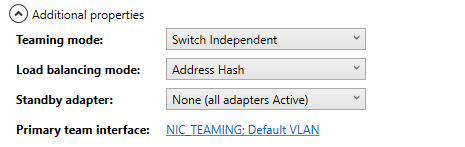 Additional properties
Teaming mode: Switch Independent
Load balancing mode: Address Hash
Standby adapter: None (all adapters Active)
Primary team interface: NIC_TEAMING; Default VLAN